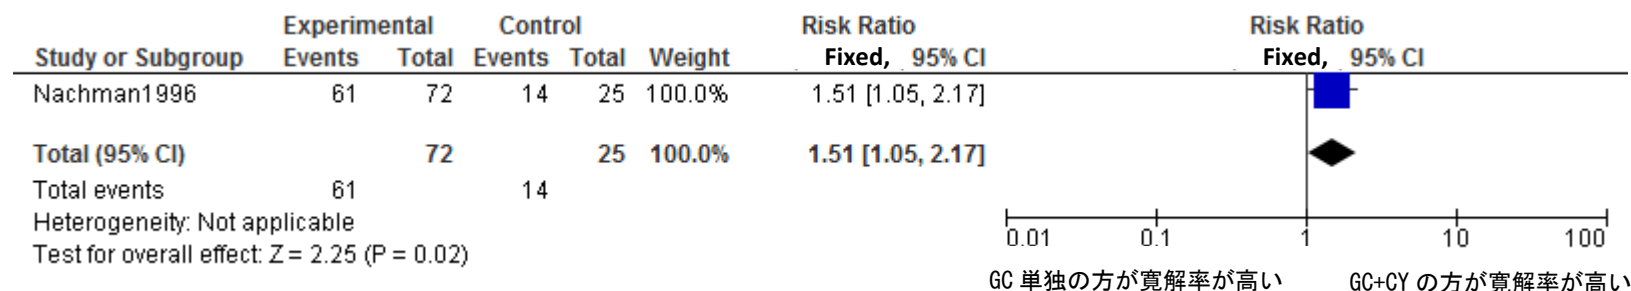 Experimental Control Risk Ratio Risk Ratio
Study or Subgroup Events Total Events Total Weight Fixed, 95% CI Fixed, 95% CI
Nachman1996 61 72 14 25 100.0% 1.51 [1.05, 2.17]
Total (95% CI) 72 25 100.0% 1.51 [1.05, 2.17]
Total events 61 14
Heterogeneity: Not applicable
Test for overall effect: Z = 2.25 (P = 0.02)
0.01 0.1 1 10 100
GC 単独の方が寛解率が高い GC+CY の方が寛解率が高い